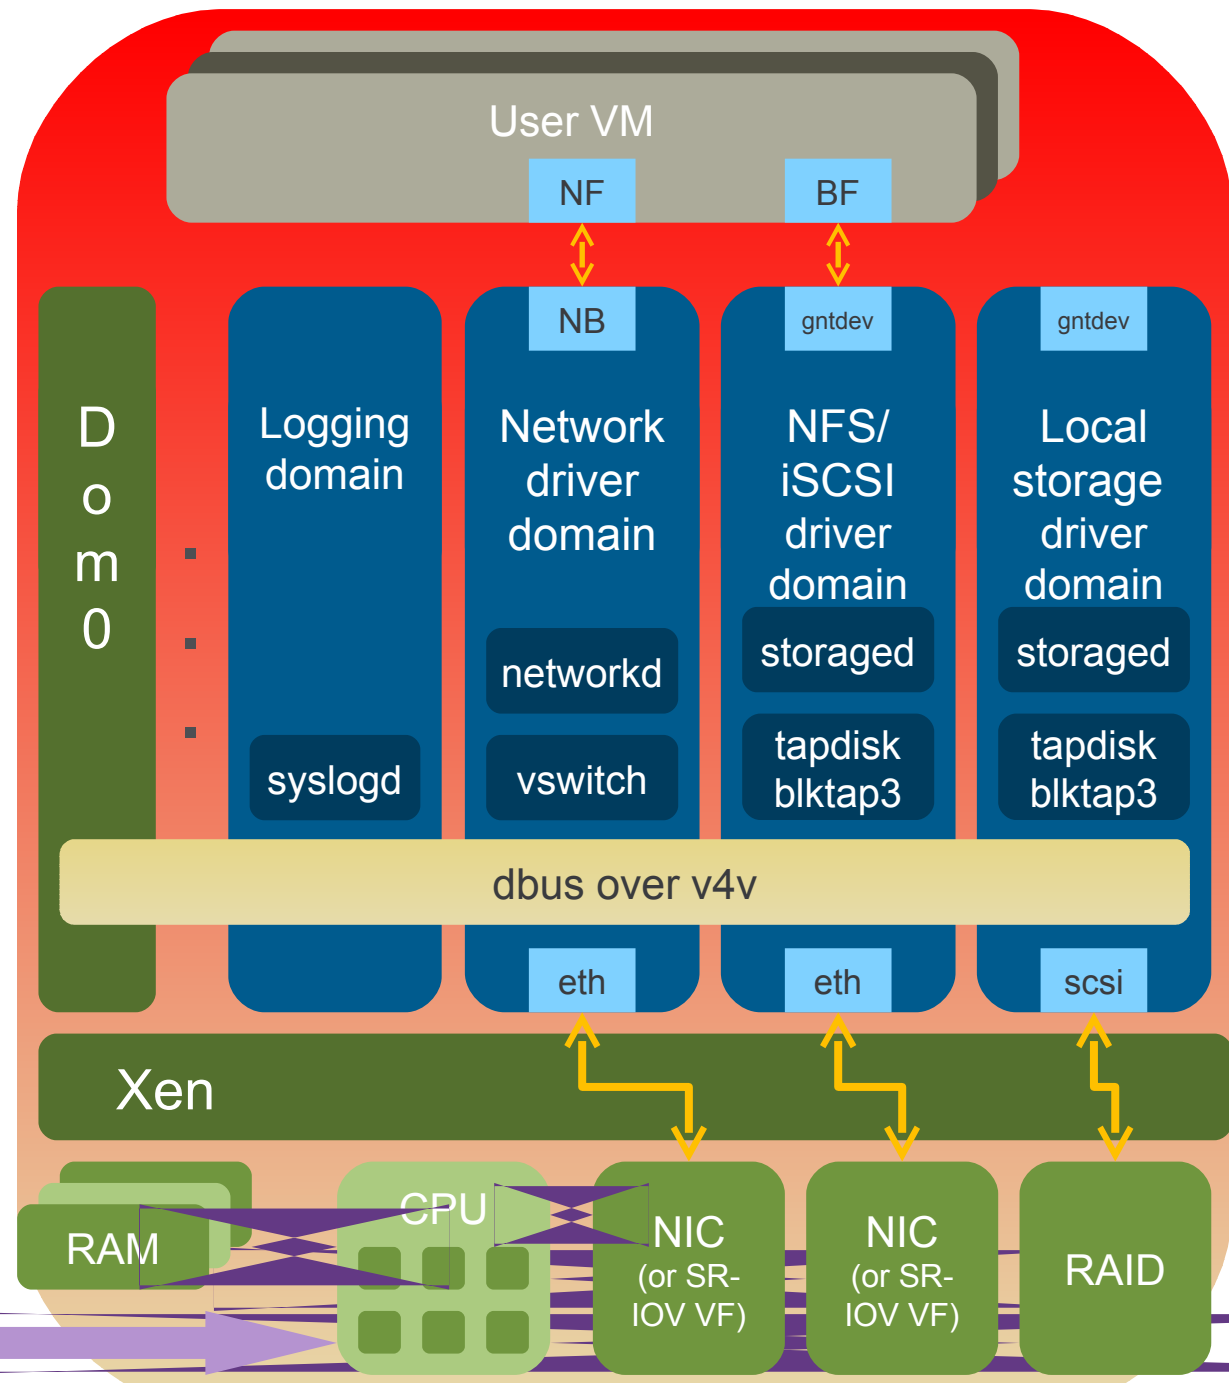 User VM
NF
BF
NB
gntdev
gntdev
D
o
m
0
Logging
domain
Network
driver
domain
NFS/
iSCSI
driver
domain
Local
storage
driver
domain
syslogd
networkd
vswitch
storaged
tapdisk
blktap3
storaged
tapdisk
blktap3
dbus over v4v
eth
eth
scsi
Xen
RAM
CPU
NIC
(or SR-
IOV VF)
NIC
(or SR-
IOV VF)
RAID